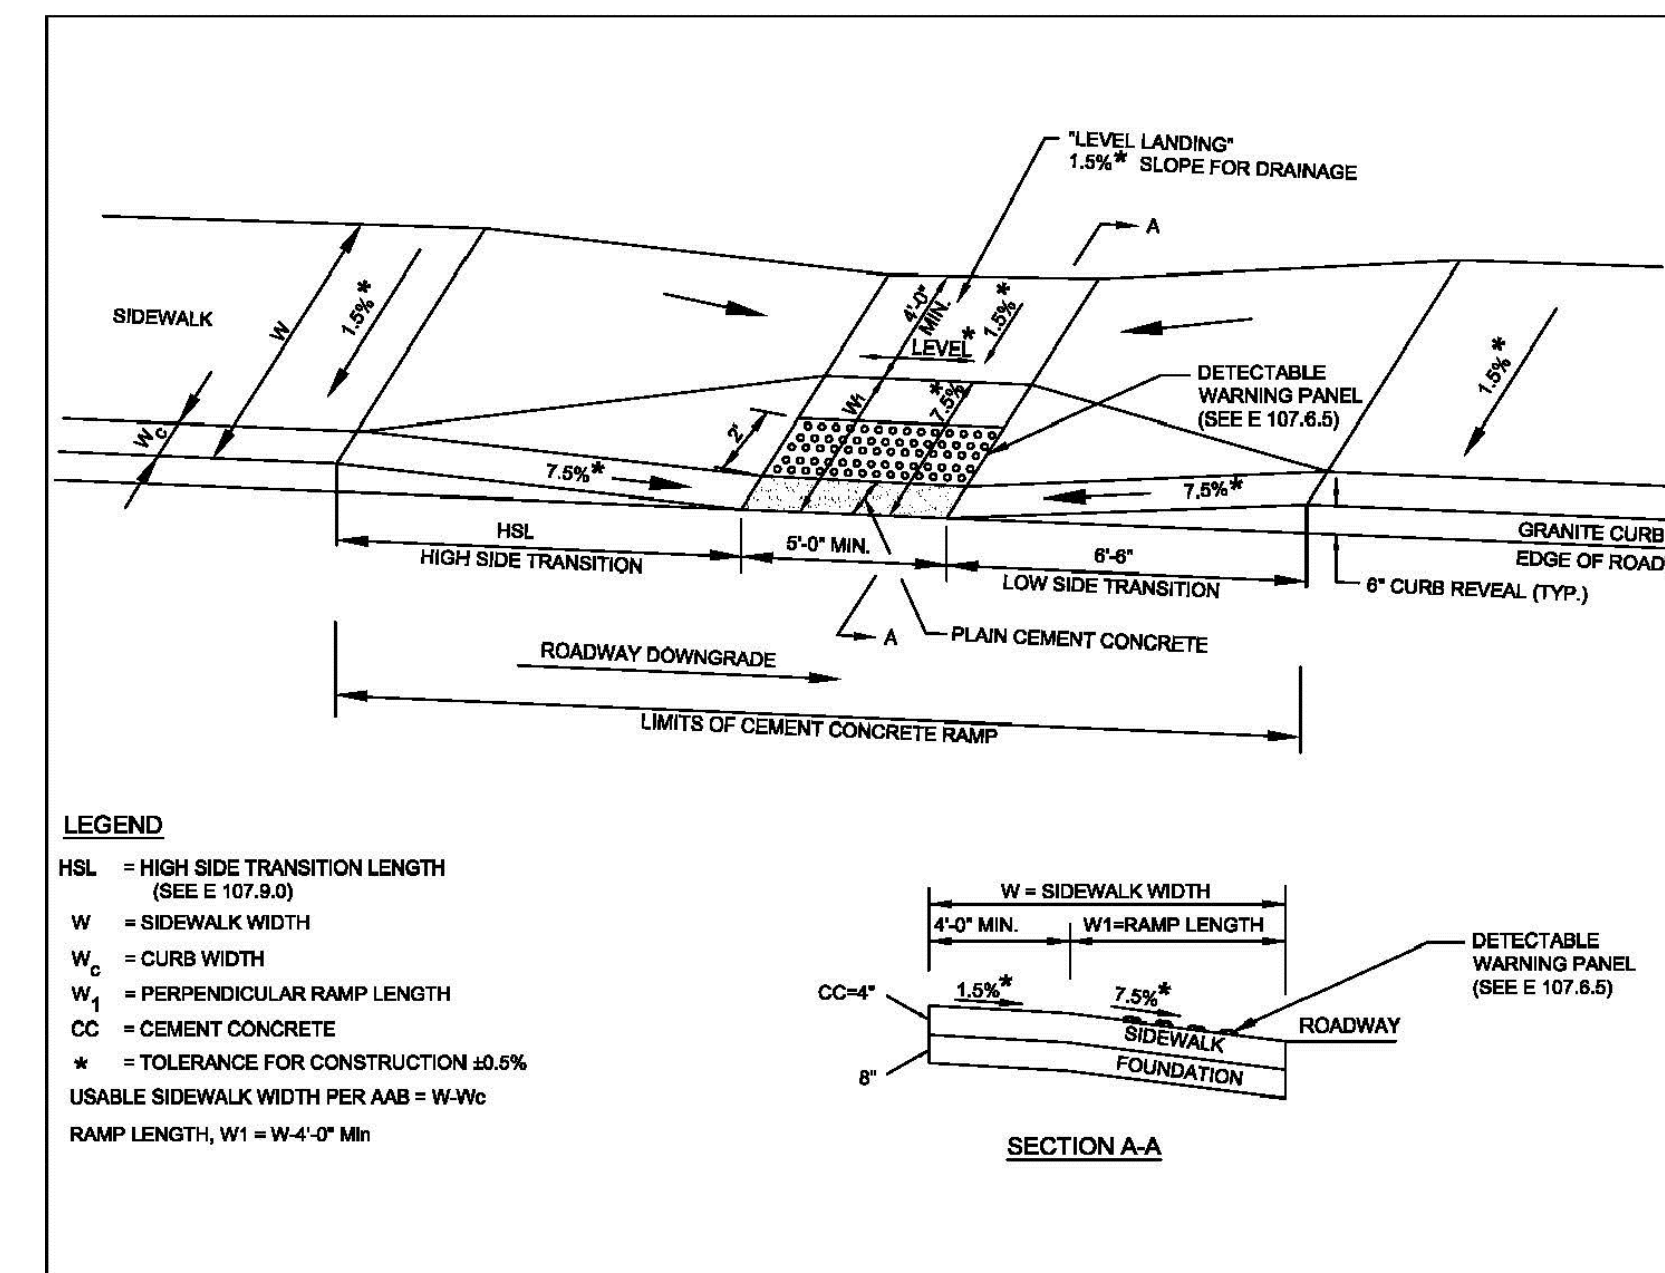 "LEVEL LANDING"
1.5%* SLOPE FOR DRAINAGE
A
SIDEWALK
W
1.5%*
4'-0"
MIN.
1.5%*
LEVEL*
1.5%*
DETECTABLE
WARNING PANEL
(SEE E 107.6.5)
Wc
2'
W1
7.5%*
7.5%*
7.5%*
HSL
HIGH SIDE TRANSITION
5'-0" MIN.
6'-6"
LOW SIDE TRANSITION
GRANITE CURB
EDGE OF ROAD
6" CURB REVEAL (TYP.)
A
PLAIN CEMENT CONCRETE
ROADWAY DOWNGRADE
LIMITS OF CEMENT CONCRETE RAMP
LEGEND
HSL = HIGH SIDE TRANSITION LENGTH
(SEE E 107.9.0)
W = SIDEWALK WIDTH
Wc = CURB WIDTH
W1 = PERPENDICULAR RAMP LENGTH
CC = CEMENT CONCRETE
* = TOLERANCE FOR CONSTRUCTION ±0.5%
USABLE SIDEWALK WIDTH PER AAB = W-Wc
RAMP LENGTH, W1 = W-4'-0" Min
W = SIDEWALK WIDTH
4'-0" MIN.
W1=RAMP LENGTH
CC=4"
1.5%*
7.5%*
DETECTABLE
WARNING PANEL
(SEE E 107.6.5)
ROADWAY
SIDEWALK
FOUNDATION
8"
SECTION A-A